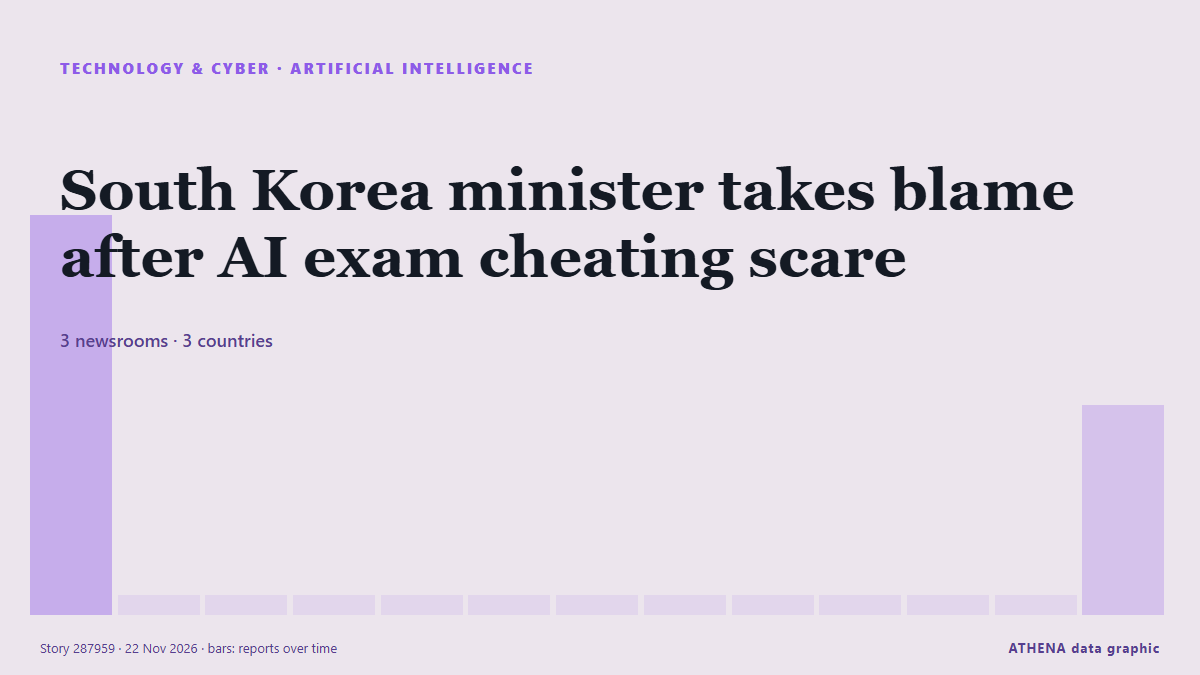 TECHNOLOGY & CYBER · ARTIFICIAL INTELLIGENCE
South Korea minister takes blame
after AI exam cheating scare
3 newsrooms · 3 countries
Story 287959 · 22 Nov 2026 · bars: reports over time
ATHENA data graphic